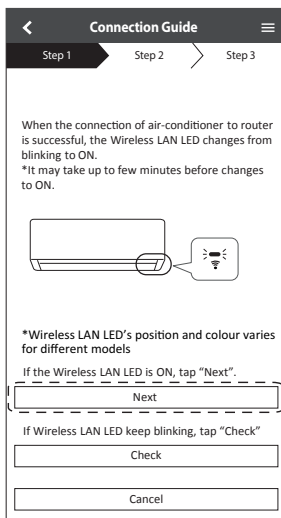 Connection Guide
Step 1 Step 2 Step 3
When the connection of air-conditioner to router
is successful, the Wireless LAN LED changes from
blinking to ON.
*It may take up to few minutes before changes
to ON.
*Wireless LAN LED's position and colour varies
for different models
If the Wireless LAN LED is ON, tap “Next”.
Next
If Wireless LAN LED keep blinking, tap “Check”
Check
Cancel